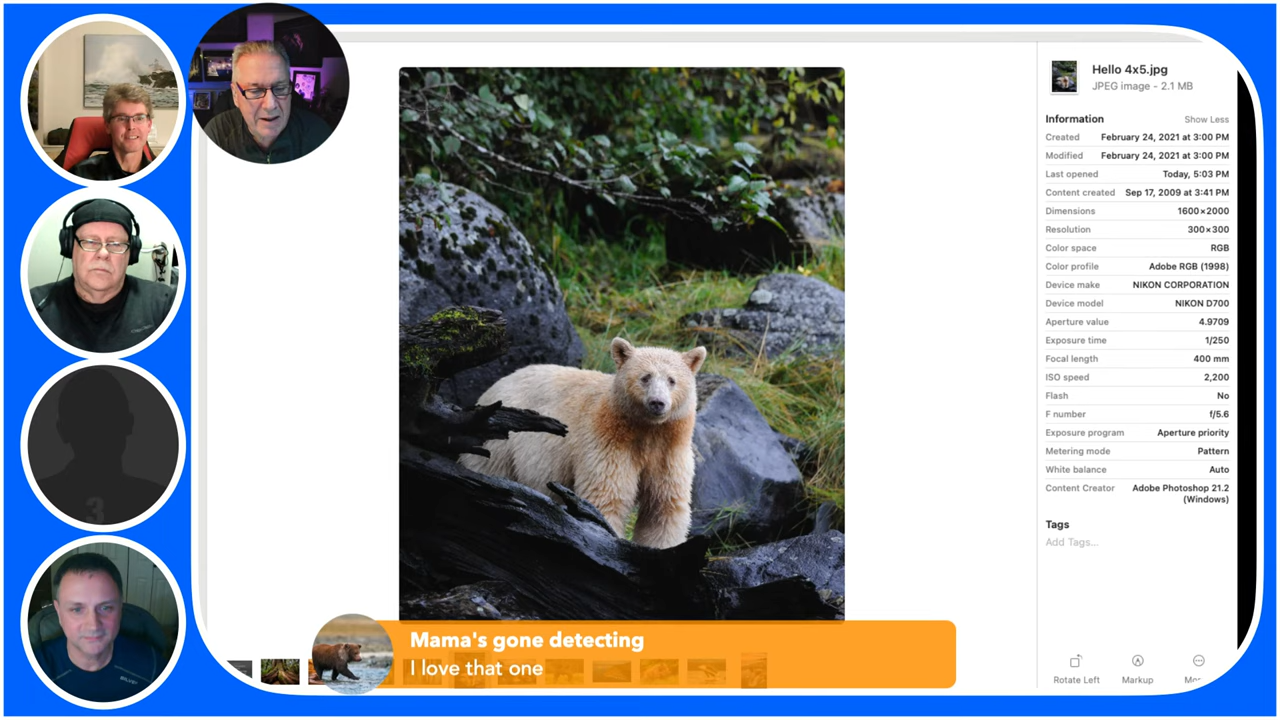 Hello 4x5.jpg
JPEG image - 2.1 MB
Information Show Less
Created February 24, 2021 at 3:00 PM
Modified February 24, 2021 at 3:00 PM
Last opened Today, 5:03 PM
Content created Sep 17, 2009 at 3:41 PM
Dimensions 1600×2000
Resolution 300×300
Color space RGB
Color profile Adobe RGB (1998)
Device make NIKON CORPORATION
Device model NIKON D700
Aperture value 4.9709
Exposure time 1/250
Focal length 400 mm
ISO speed 2,200
Flash No
F number f/5.6
Exposure program Aperture priority
Metering mode Pattern
White balance Auto
Content Creator Adobe Photoshop 21.2
(Windows)
Tags
Add Tags...
Rotate Left Markup
Mama's gone detecting
I love that one
3